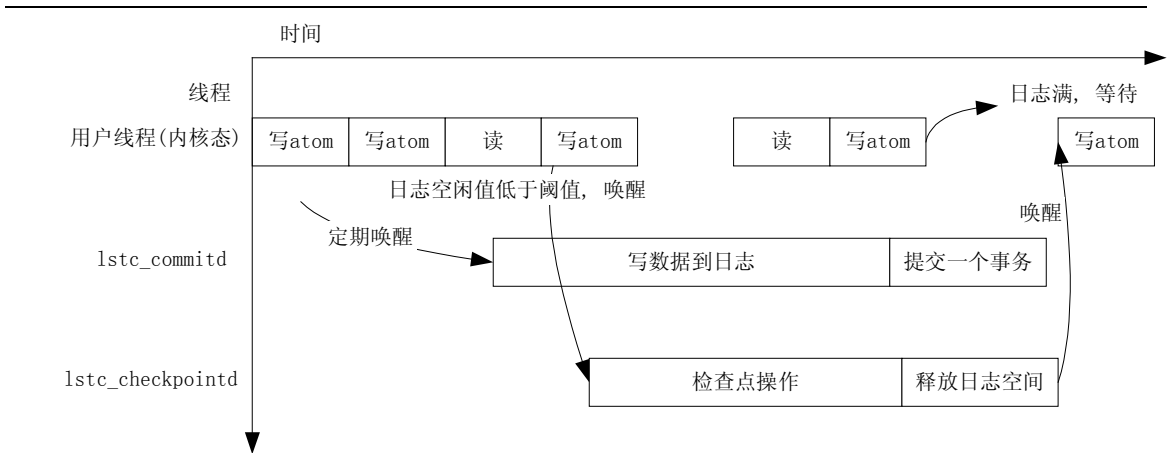 时间
线程
日志满, 等待
用户线程(内核态)
写atom
写atom
读
写atom
读
写atom
写atom
日志空闲值低于阈值, 唤醒
唤醒
定期唤醒
lstc_commitd
写数据到日志
提交一个事务
lstc_checkpointd
检查点操作
释放日志空间